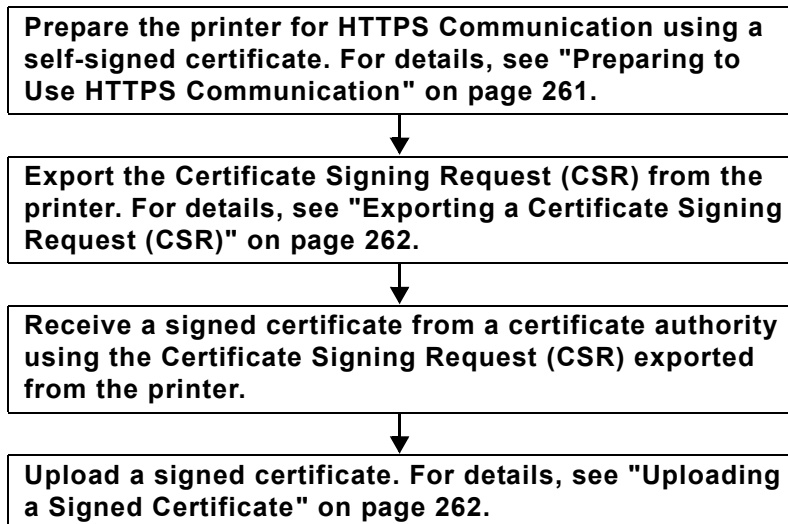 Prepare the printer for HTTPS Communication using a
self-signed certificate. For details, see "Preparing to
Use HTTPS Communication" on page 261.
Export the Certificate Signing Request (CSR) from the
printer. For details, see "Exporting a Certificate Signing
Request (CSR)" on page 262.
Receive a signed certificate from a certificate authority
using the Certificate Signing Request (CSR) exported
from the printer.
Upload a signed certificate. For details, see "Uploading
a Signed Certificate" on page 262.